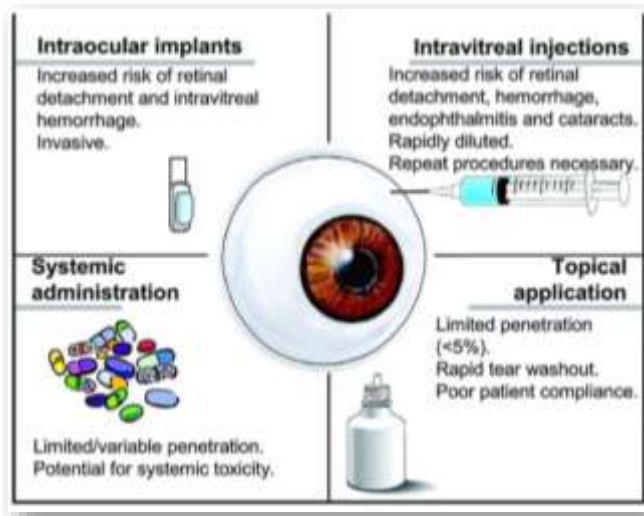 Intraocular implants
Increased risk of retinal
detachment and intravitreal
hemorrhage.
Invasive.
Intravitreal injections
Increased risk of retinal
detachment, hemorrhage,
endophthalmitis and cataracts.
Rapidly diluted.
Repeat procedures necessary.
Systemic
administration
Limited/variable penetration.
Potential for systemic toxicity.
Topical
application
Limited penetration
(<5%).
Rapid tear washout.
Poor patient compliance.